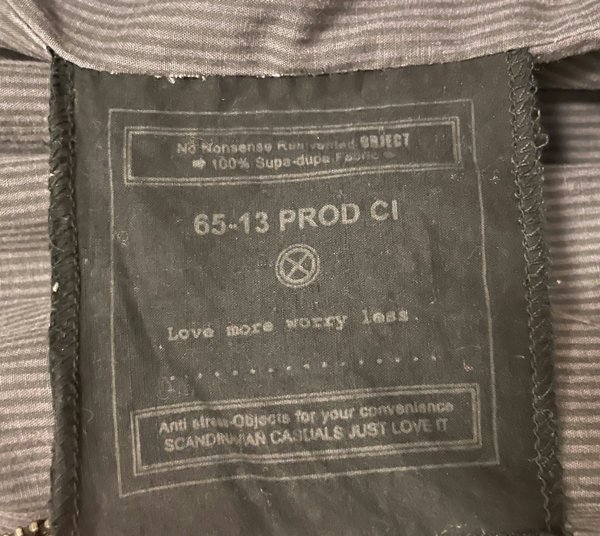 No Nonsense Reinvented OBJECT
100% Supa-dupa Fabric
65-13 PROD CI
Love more worry less.
Anti strew-Objects for your convenience
SCANDINAVIAN CASUALS JUST LOVE IT